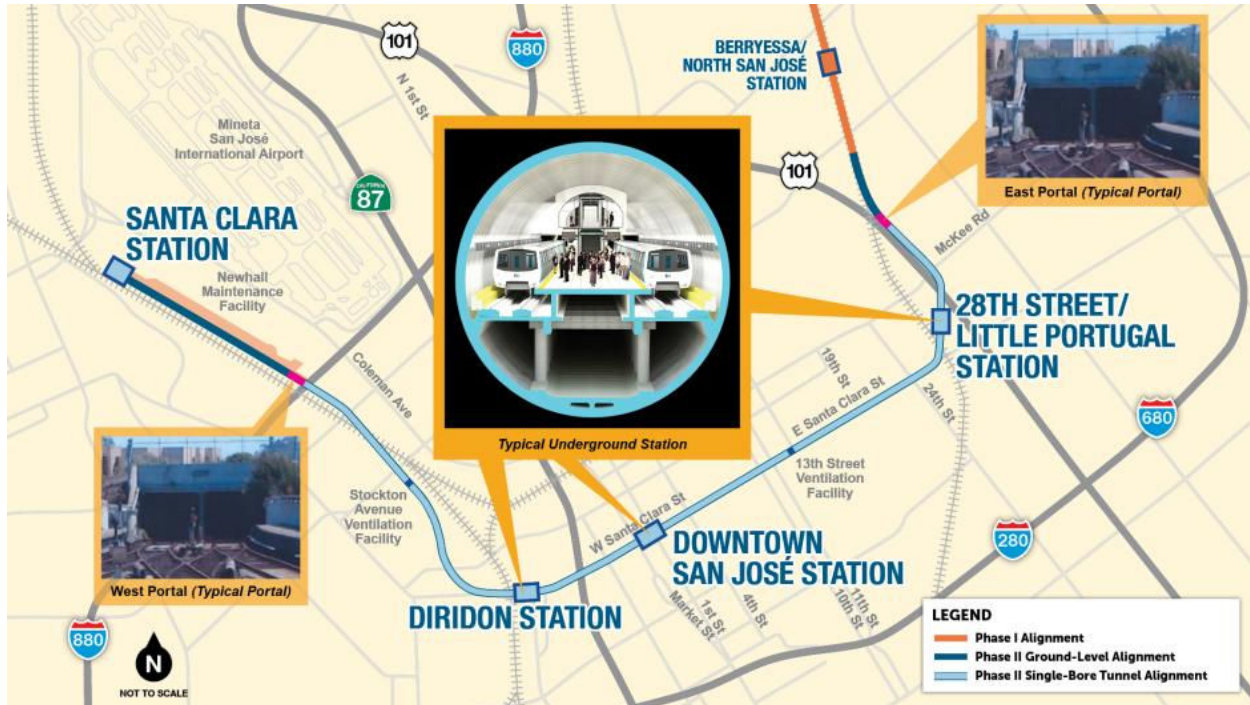 101
880
N 1st St
BERRYESSA/
NORTH SAN JOSÉ
STATION
East Portal (Typical Portal)
Mineta
San José
International Airport
CALIFORNIA
87
101
McKee Rd
SANTA CLARA
STATION
Newhall
Maintenance
Facility
Coleman Ave
Typical Underground Station
28TH STREET/
LITTLE PORTUGAL
STATION
19th St
24th St
E Santa Clara St
680
13th Street
Ventilation
Facility
Stockton
Avenue
Ventilation
Facility
West Portal (Typical Portal)
W Santa Clara St
DOWNTOWN
SAN JOSÉ STATION
280
DIRIDON STATION
Market St
1st St
4th St
10th St
11th St
880
N
NOT TO SCALE
LEGEND
Phase I Alignment
Phase II Ground-Level Alignment
Phase II Single-Bore Tunnel Alignment